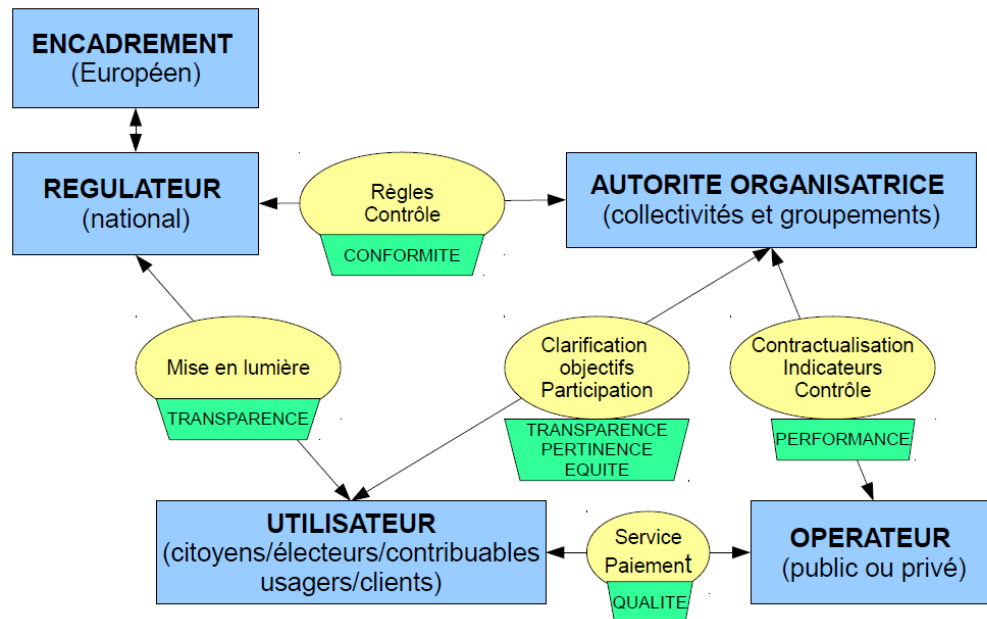 ENCADREMENT
(Européen)
REGULATEUR
(national)
Règles
Contrôle
CONFORMITE
AUTORITE ORGANISATRICE
(collectivités et groupements)
Mise en lumière
TRANSPARENCE
Clarification
objectifs
Participation
TRANSPARENCE
PERTINENCE
EQUITE
Contractualisation
Indicateurs
Contrôle
PERFORMANCE
UTILISATEUR
(citoyens/électeurs/contribuables
usagers/clients)
Service
Paiement
QUALITE
OPERATEUR
(public ou privé)